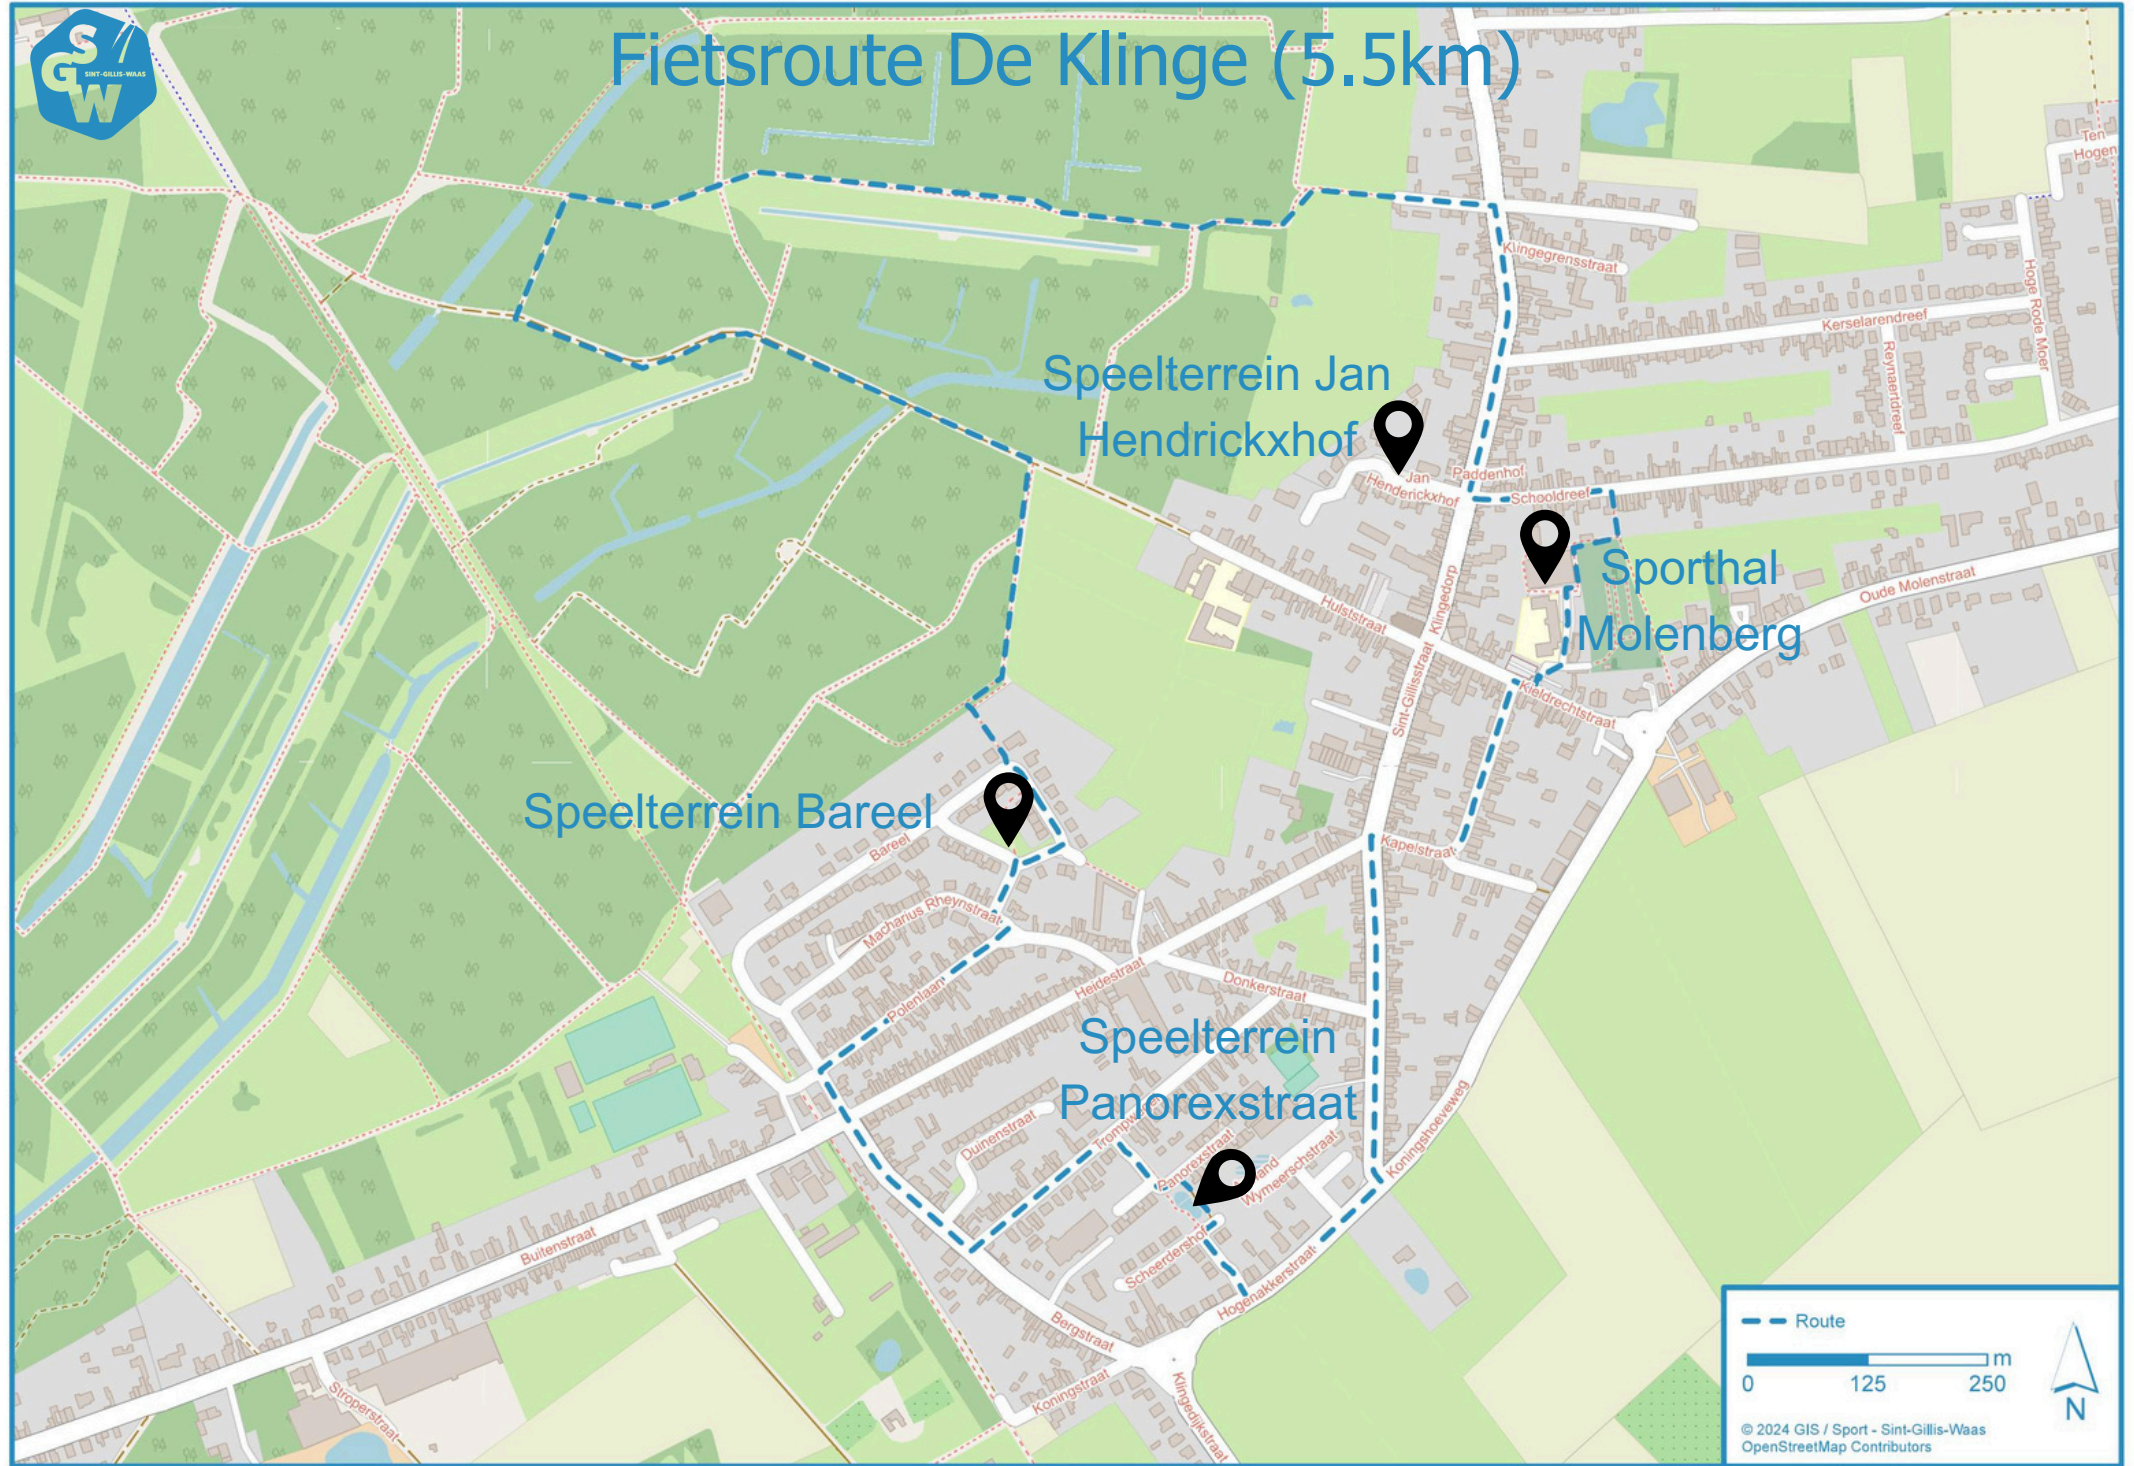 SGSW
SINT-GILLIS-WAAS
Fietsroute De Klinge (5.5km)
Ten
Hogen
Klingegrensstraat
Hoge Rode Moer
Kerselarendreef
Reynaertdreef
Speelterrein Jan
Hendrickxhof
Jan
Henderickxhof
Paddenhof
Schooldreef
Sporthal
Molenberg
Oude Molenstraat
Hulststraat
Klingedorp
Sint-Gillisstraat
Kieldrechtstraat
Speelterrein Bareel
Bareel
Kapelstraat
Macharius Rheynstraat
Polenlaan
Heidestraat
Donkerstraat
Speelterrein
Panorexstraat
Duinenstraat
Panorexstraat
Wymeerschstraat
Koningshoeveweg
Scheerdershof
Hogenakkerstraat
Buitenstraat
Bergstraat
Koningstraat
Klingedijkstraat
Stroperstraat
Route
m
0 125 250
N
© 2024 GIS / Sport - Sint-Gillis-Waas
OpenStreetMap Contributors